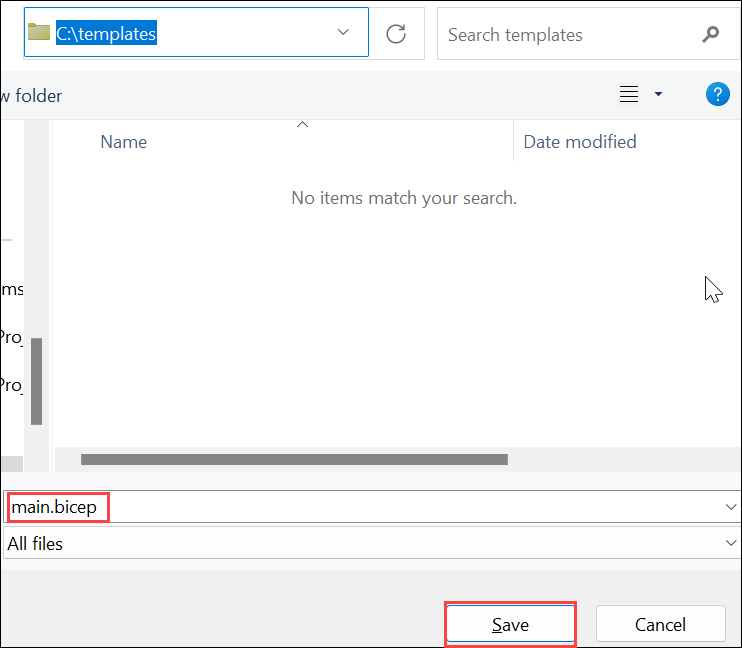 C:\templates
Search templates
w folder
?
Name
Date modified
No items match your search.
ms
Pro
Pro
main.bicep
All files
Save
Cancel